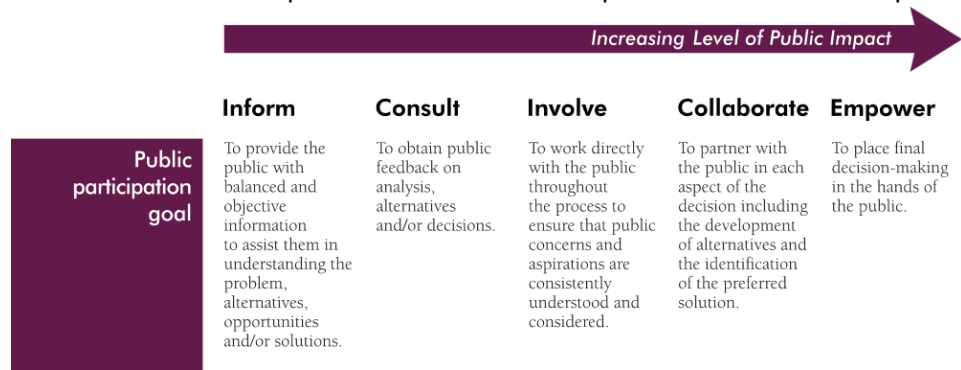 Increasing Level of Public Impact
Inform
Consult
Involve
Collaborate
Empower
Public
participation
goal
To provide the
public with
balanced and
objective
information
to assist them in
understanding the
problem,
alternatives,
opportunities
and/or solutions.
To obtain public
feedback on
analysis,
alternatives
and/or decisions.
To work directly
with the public
throughout
the process to
ensure that public
concerns and
aspirations are
consistently
understood and
considered.
To partner with
the public in each
aspect of the
decision including
the development
of alternatives and
the identification
of the preferred
solution.
To place final
decision-making
in the hands of
the public.